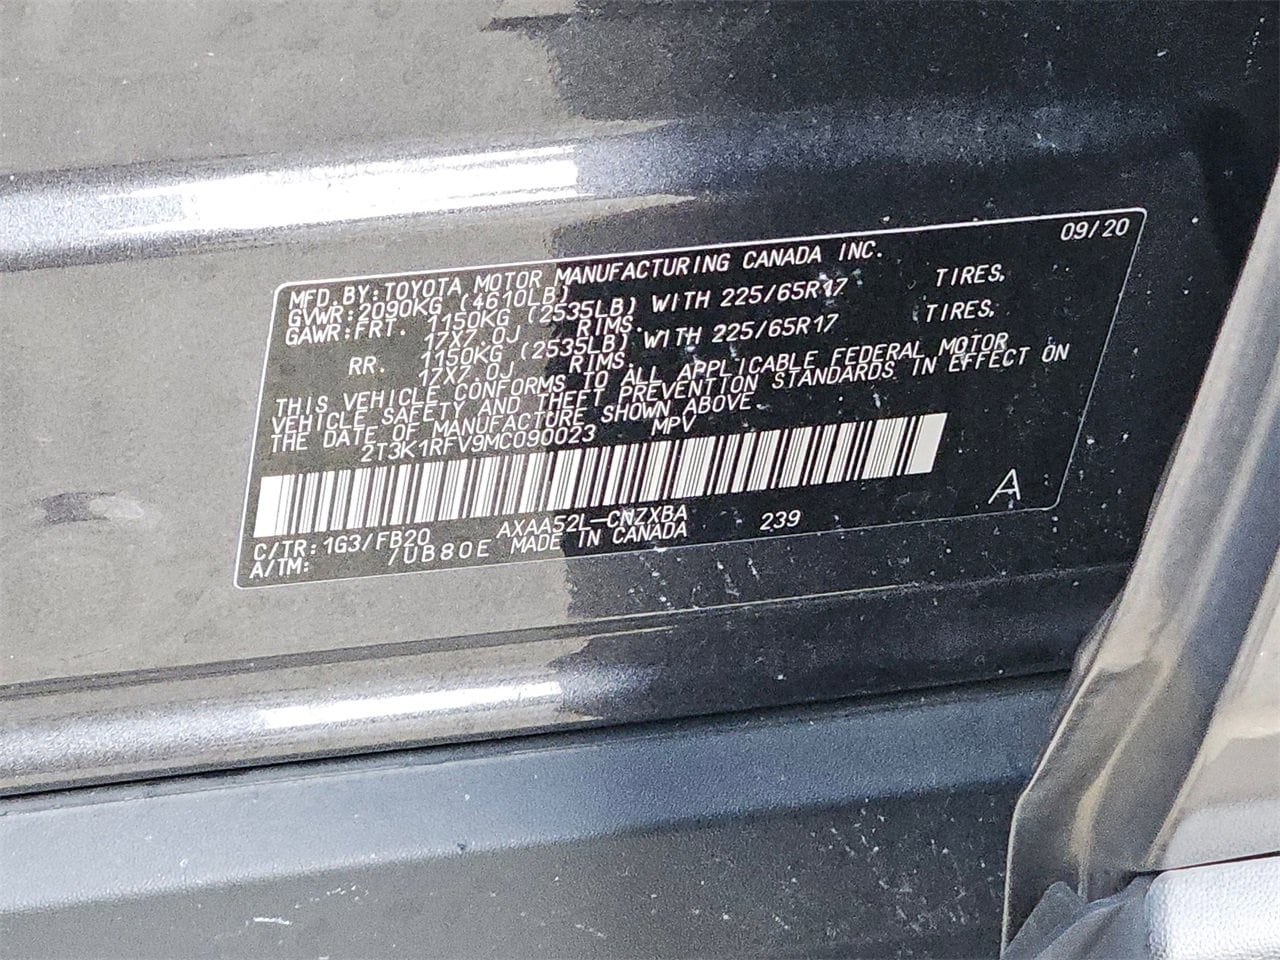 09/20
MFD.BY:TOYOTA MOTOR MANUFACTURING CANADA INC.
GVWR:2090KG (4610LB)
GAWR:FRT. 1150KG (2535LB) WITH 225/65R17 TIRES,
17X7.0J RIMS.
RR. 1150KG (2535LB) WITH 225/65R17 TIRES,
17X7.0J RIMS.
THIS VEHICLE CONFORMS TO ALL APPLICABLE FEDERAL MOTOR
VEHICLE SAFETY AND THEFT PREVENTION STANDARDS IN EFFECT ON
THE DATE OF MANUFACTURE SHOWN ABOVE.
2T3K1RFV9MC090023 MPV
A
C/TR:1G3/FB20 AXAA52L-CNZXBA 239
A/TM: /UB80E MADE IN CANADA